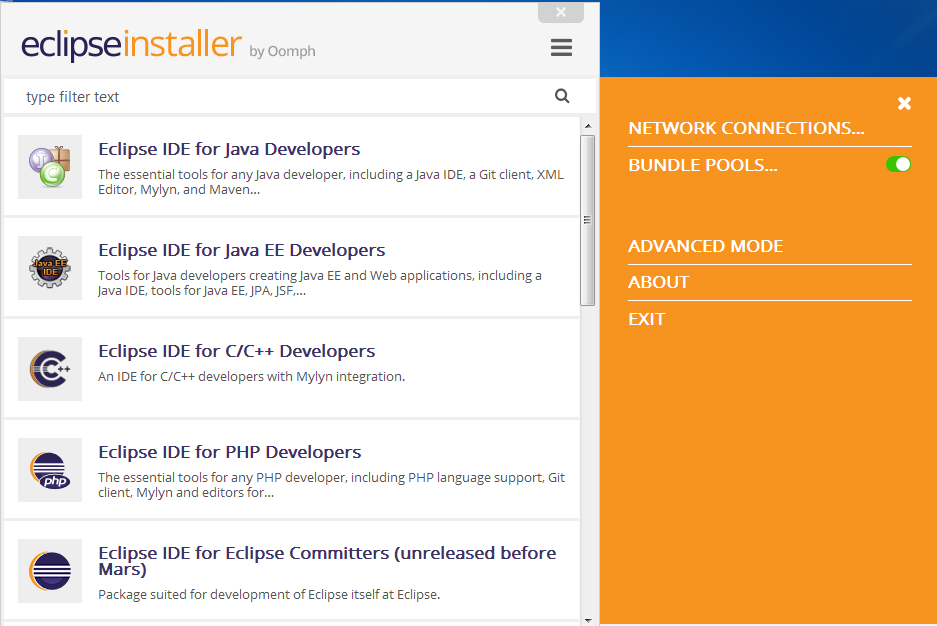 eclipseinstaller by Oomph
type filter text
Eclipse IDE for Java Developers
The essential tools for any Java developer, including a Java IDE, a Git client, XML
Editor, Mylyn, and Maven...
Java EE
IDE
Eclipse IDE for Java EE Developers
Tools for Java developers creating Java EE and Web applications, including a
Java IDE, tools for Java EE, JPA, JSF,...
C++
Eclipse IDE for C/C++ Developers
An IDE for C/C++ developers with Mylyn integration.
php
Eclipse IDE for PHP Developers
The essential tools for any PHP developer, including PHP language support, Git
client, Mylyn and editors for...
Eclipse IDE for Eclipse Committers (unreleased before
Mars)
Package suited for development of Eclipse itself at Eclipse.
NETWORK CONNECTIONS...
BUNDLE POOLS...
ADVANCED MODE
ABOUT
EXIT